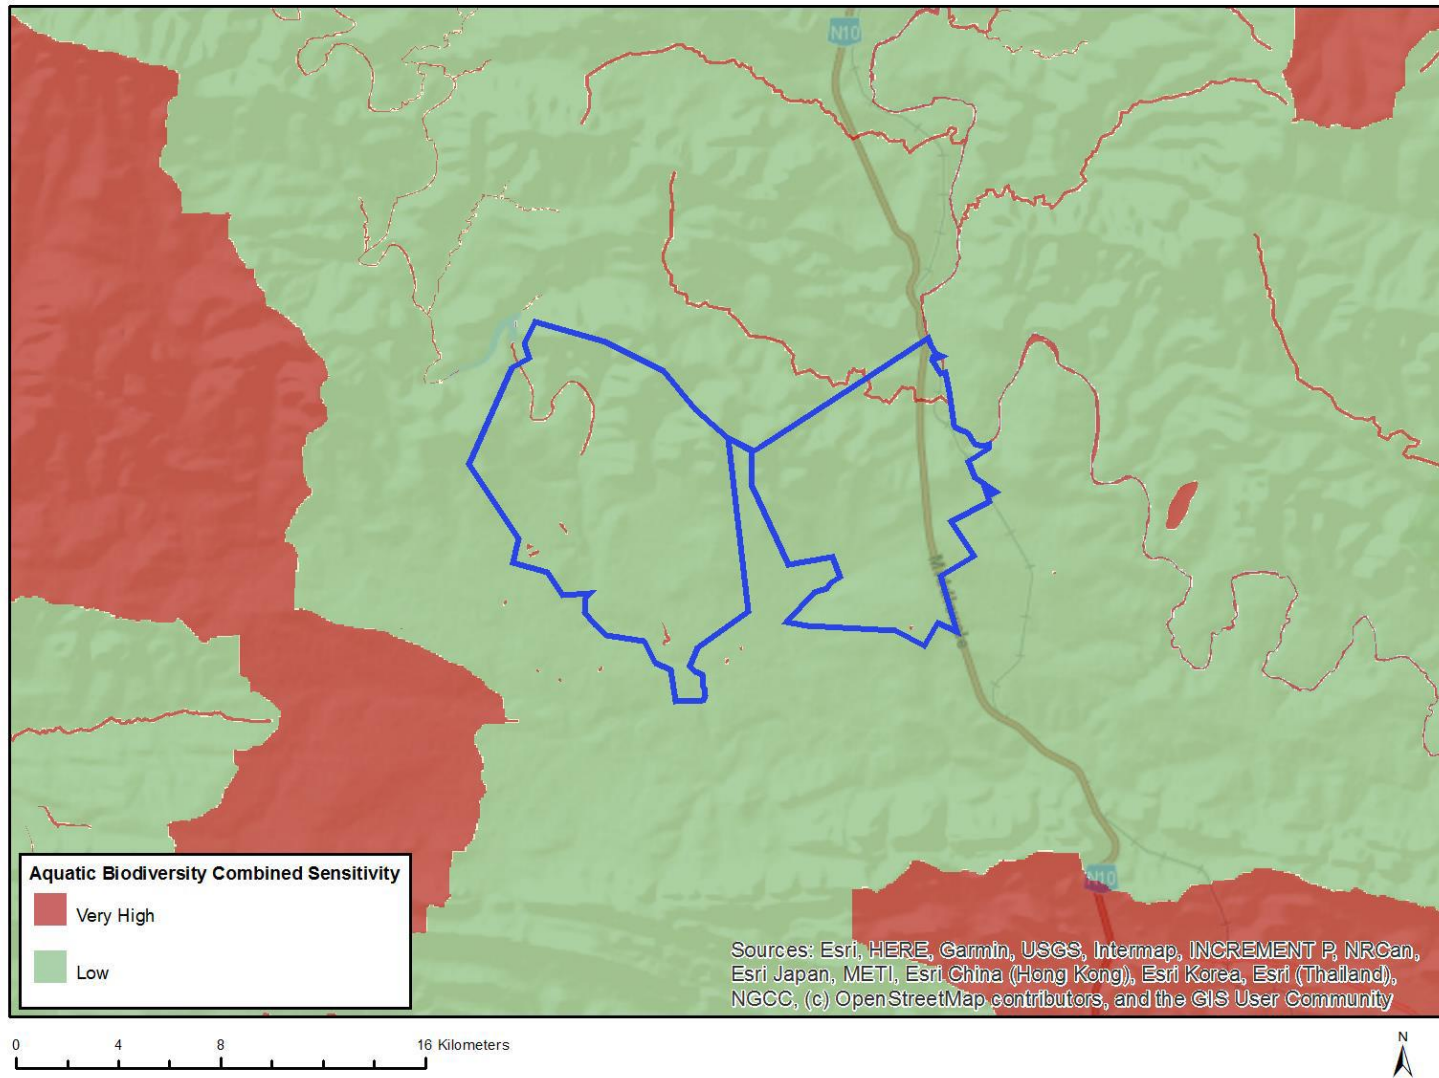 N10
N10
Aquatic Biodiversity Combined Sensitivity
Very High
Low
Sources: Esri, HERE, Garmin, USGS, Intermap, INCREMENT P, NRCan,
Esri Japan, METI, Esri China (Hong Kong), Esri Korea, Esri (Thailand),
NGCC, (c) OpenStreetMap contributors, and the GIS User Community
0 4 8 16 Kilometers
N